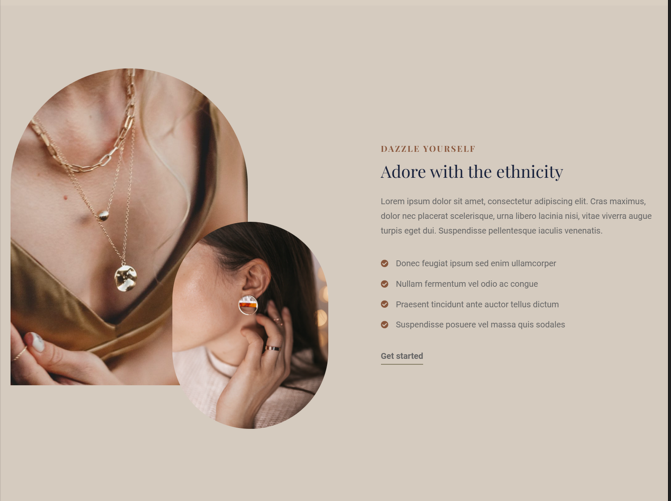 DAZZLE YOURSELF
Adore with the ethnicity
Lorem ipsum dolor sit amet, consectetur adipiscing elit. Cras maximus,
dolor nec placerat scelerisque, urna libero lacinia nisi, vitae viverra augue
turpis eget dui. Suspendisse pellentesque iaculis venenatis.
Donec feugiat ipsum sed enim ullamcorper
Nullam fermentum vel odio ac congue
Praesent tincidunt ante auctor tellus dictum
Suspendisse posuere vel massa quis sodales
Get started